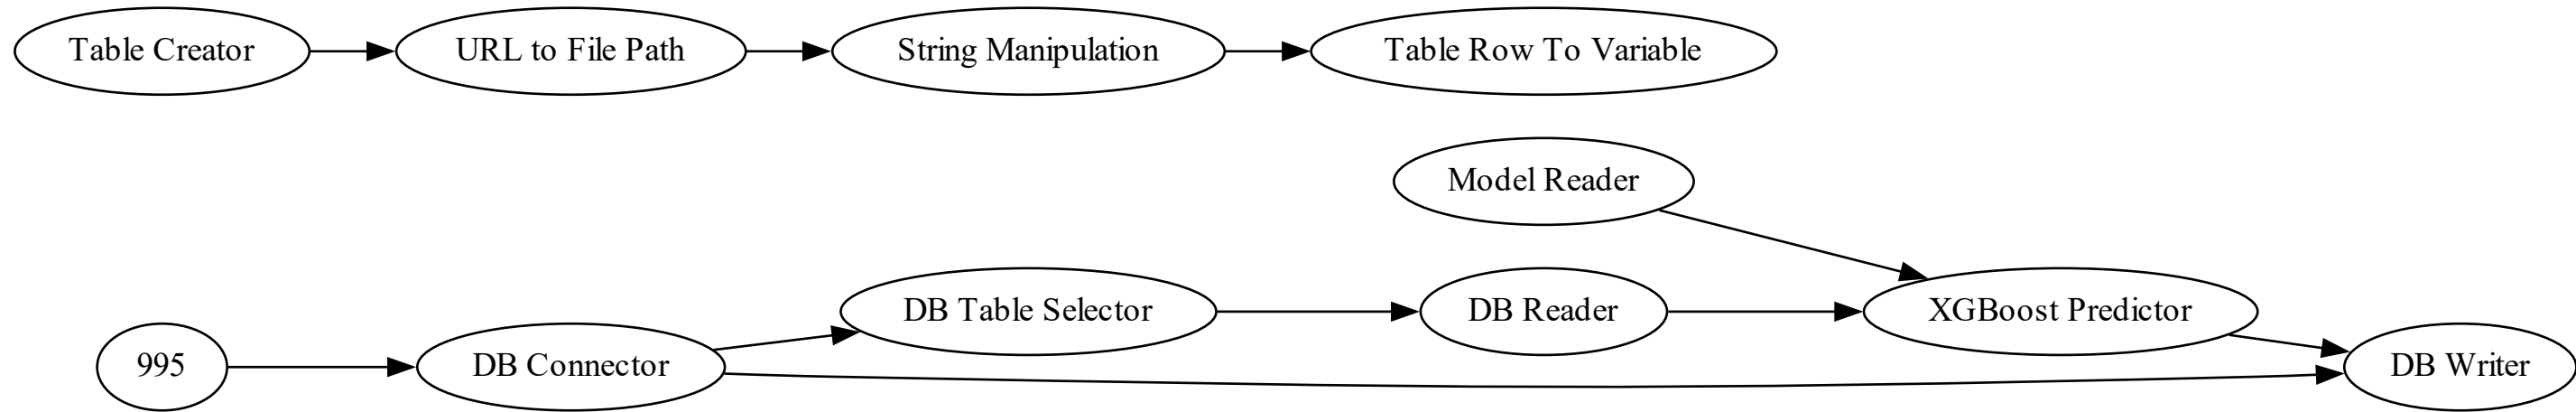 Table Creator
URL to File Path
String Manipulation
Table Row To Variable
Model Reader
DB Table Selector
DB Reader
XGBoost Predictor
995
DB Connector
DB Writer